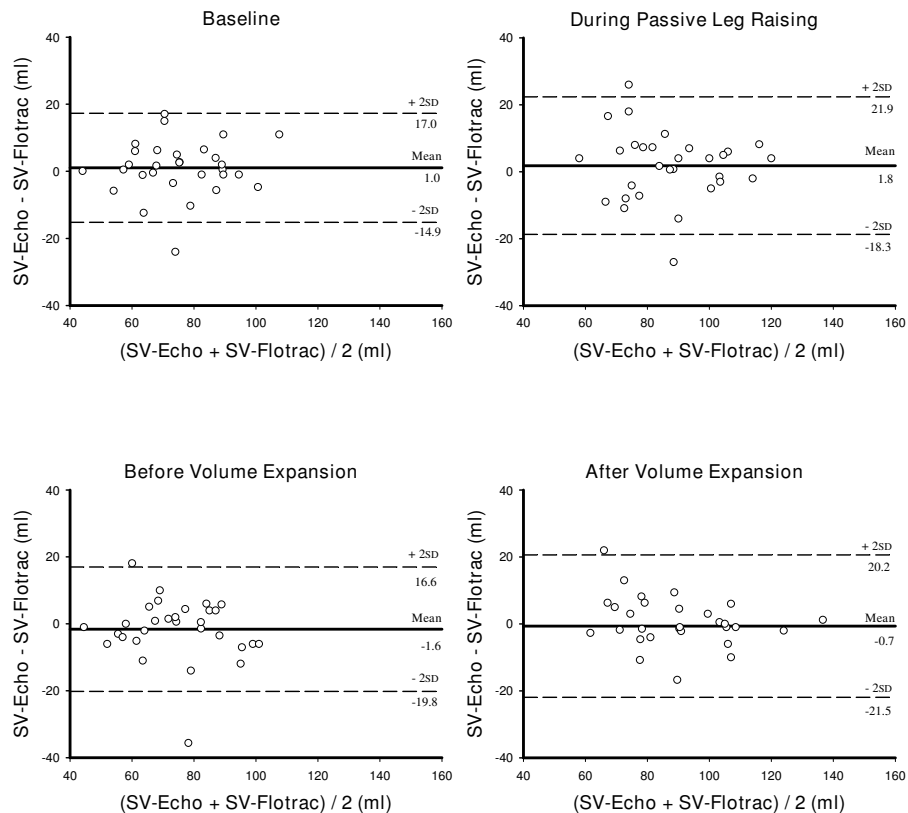 Baseline
SV-Echo - SV-Flotrac (ml)
40
20
0
-20
-40
+ 2SD
17.0
Mean
1.0
- 2SD
-14.9
40 60 80 100 120 140 160
(SV-Echo + SV-Flotrac) / 2 (ml)
During Passive Leg Raising
SV-Echo - SV-Flotrac (ml)
40
20
0
-20
-40
+ 2SD
21.9
Mean
1.8
- 2SD
-18.3
40 60 80 100 120 140 160
(SV-Echo + SV-Flotrac) / 2 (ml)
Before Volume Expansion
SV-Echo - SV-Flotrac (ml)
40
20
0
-20
-40
+ 2SD
16.6
Mean
-1.6
- 2SD
-19.8
40 60 80 100 120 140 160
(SV-Echo + SV-Flotrac) / 2 (ml)
After Volume Expansion
SV-Echo - SV-Flotrac (ml)
40
20
0
-20
-40
+ 2SD
20.2
Mean
-0.7
- 2SD
-21.5
40 60 80 100 120 140 160
(SV-Echo + SV-Flotrac) / 2 (ml)